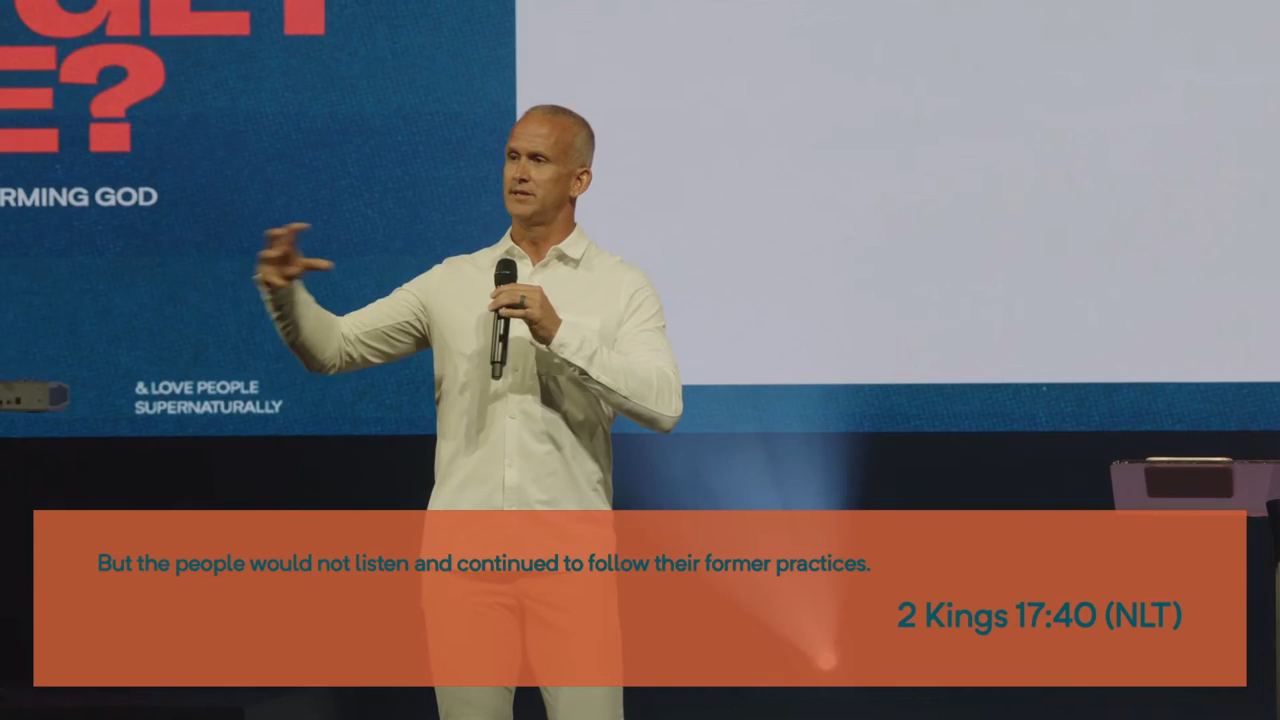 E?
RMING GOD
& LOVE PEOPLE
SUPERNATURALLY
But the people would not listen and continued to follow their former practices.
2 Kings 17:40 (NLT)